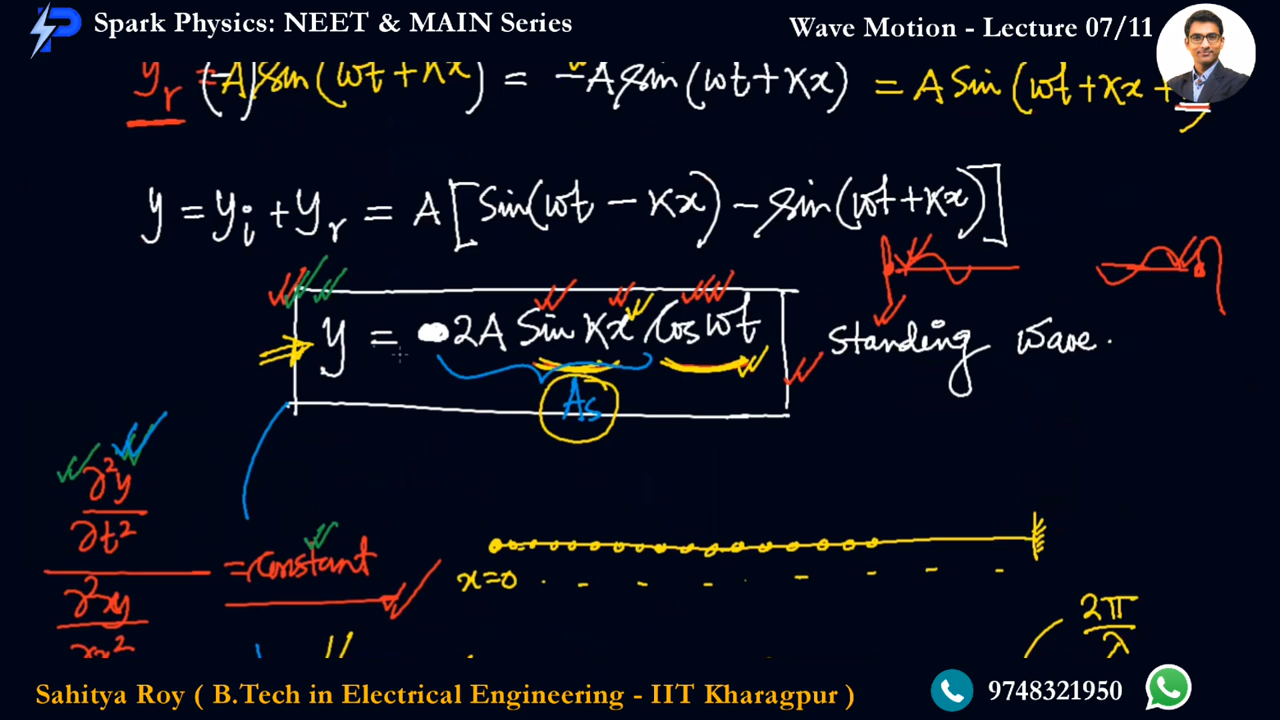 Spark Physics: NEET & MAIN Series
Wave Motion - Lecture 07/11
y_r = (-A) sin(ωt+Kx) = -A sin(ωt+Kx) = A Sin(ωt+Kx+
y = y_i + y_r = A[Sin(ωt - Kx) - sin(ωt+Kx)]
y = 2A Sin Kx Cos ωt
Standing Wave.
As
∂²y
∂t²
= Constant
x=0
2π
λ
Sahitya Roy ( B.Tech in Electrical Engineering - IIT Kharagpur )
9748321950